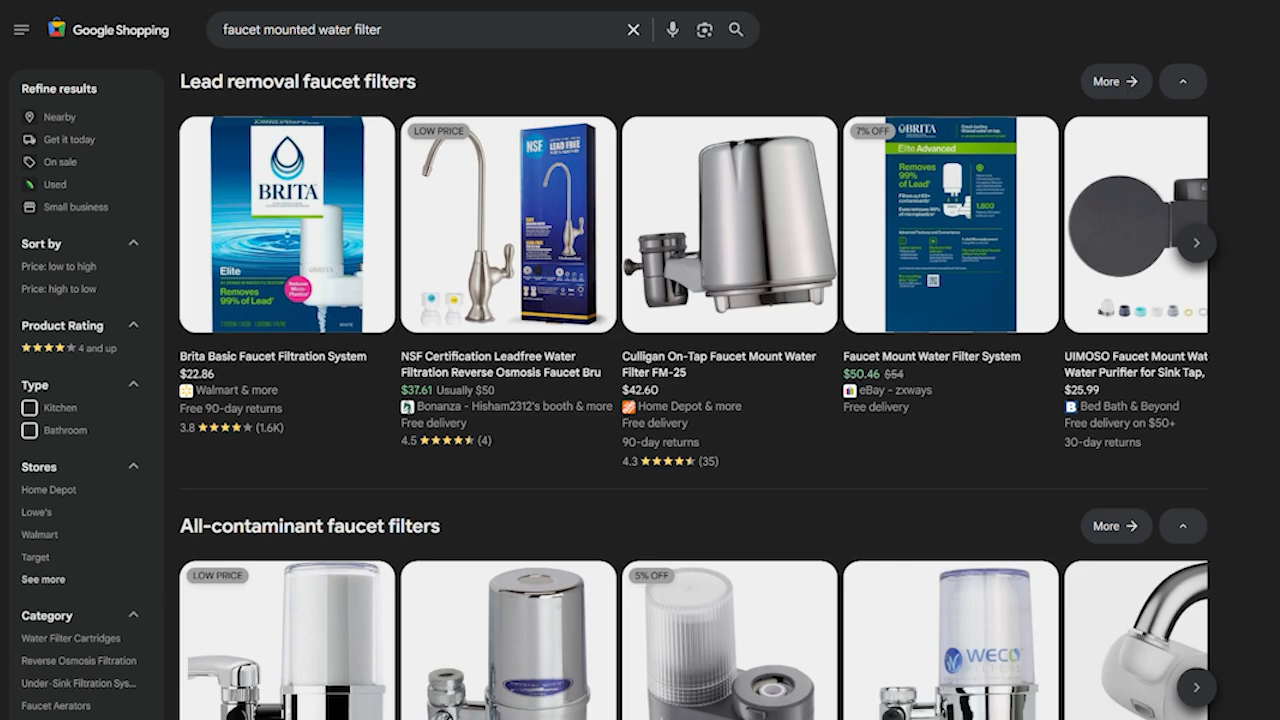 Google Shopping
faucet mounted water filter
Refine results
Nearby
Get it today
On sale
Used
Small business
Sort by
Price: low to high
Price: high to low
Product Rating
4 and up
Type
Kitchen
Bathroom
Stores
Home Depot
Lowe's
Walmart
Target
See more
Category
Water Filter Cartridges
Reverse Osmosis Filtration
Under-Sink Filtration Sys...
Faucet Aerators
Lead removal faucet filters
More
BRITA
Elite
Removes
99% of Lead
BRITA
Brita Basic Faucet Filtration System
$22.86
Walmart & more
Free 90-day returns
3.8 (1.6K)
LOW PRICE
NSF
LEAD FREE
NSF Certification Leadfree Water
Filtration Reverse Osmosis Faucet Bru
$37.61 Usually $50
Bonanza - Hisham2312's booth & more
Free delivery
4.5 (4)
Culligan On-Tap Faucet Mount Water
Filter FM-25
$42.60
Home Depot & more
Free delivery
90-day returns
4.3 (35)
7% OFF
BRITA
Elite Advanced
Removes
99%
of Lead
1,800
Faucet Mount Water Filter System
$50.46 $54
eBay - zxways
Free delivery
UIMOSO Faucet Mount Wat
Water Purifier for Sink Tap,
$25.99
Bed Bath & Beyond
Free delivery on $50+
30-day returns
All-contaminant faucet filters
More
LOW PRICE
5% OFF
WECO
FILTERS